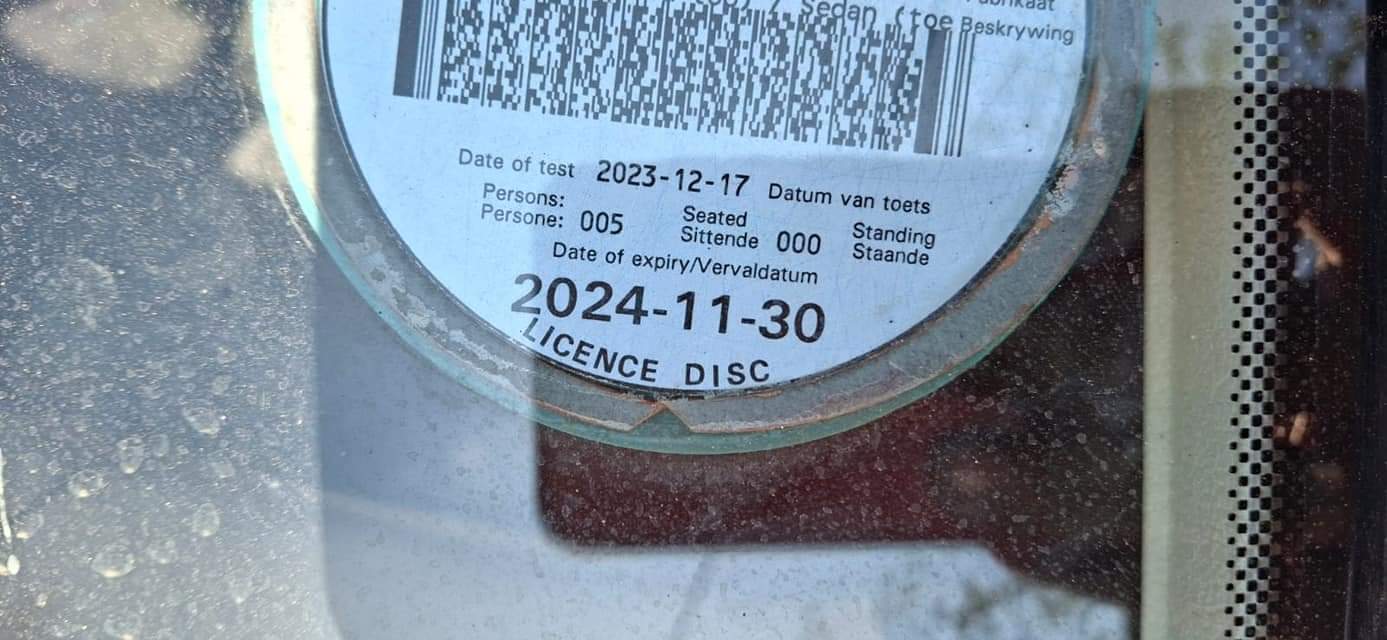 Sedan (toe
Beskrywing
Date of test 2023-12-17 Datum van toets
Persons:
Persone: 005 Seated
Sittende 000 Standing
Staande
Date of expiry/Vervaldatum
2024-11-30
LICENCE DISC